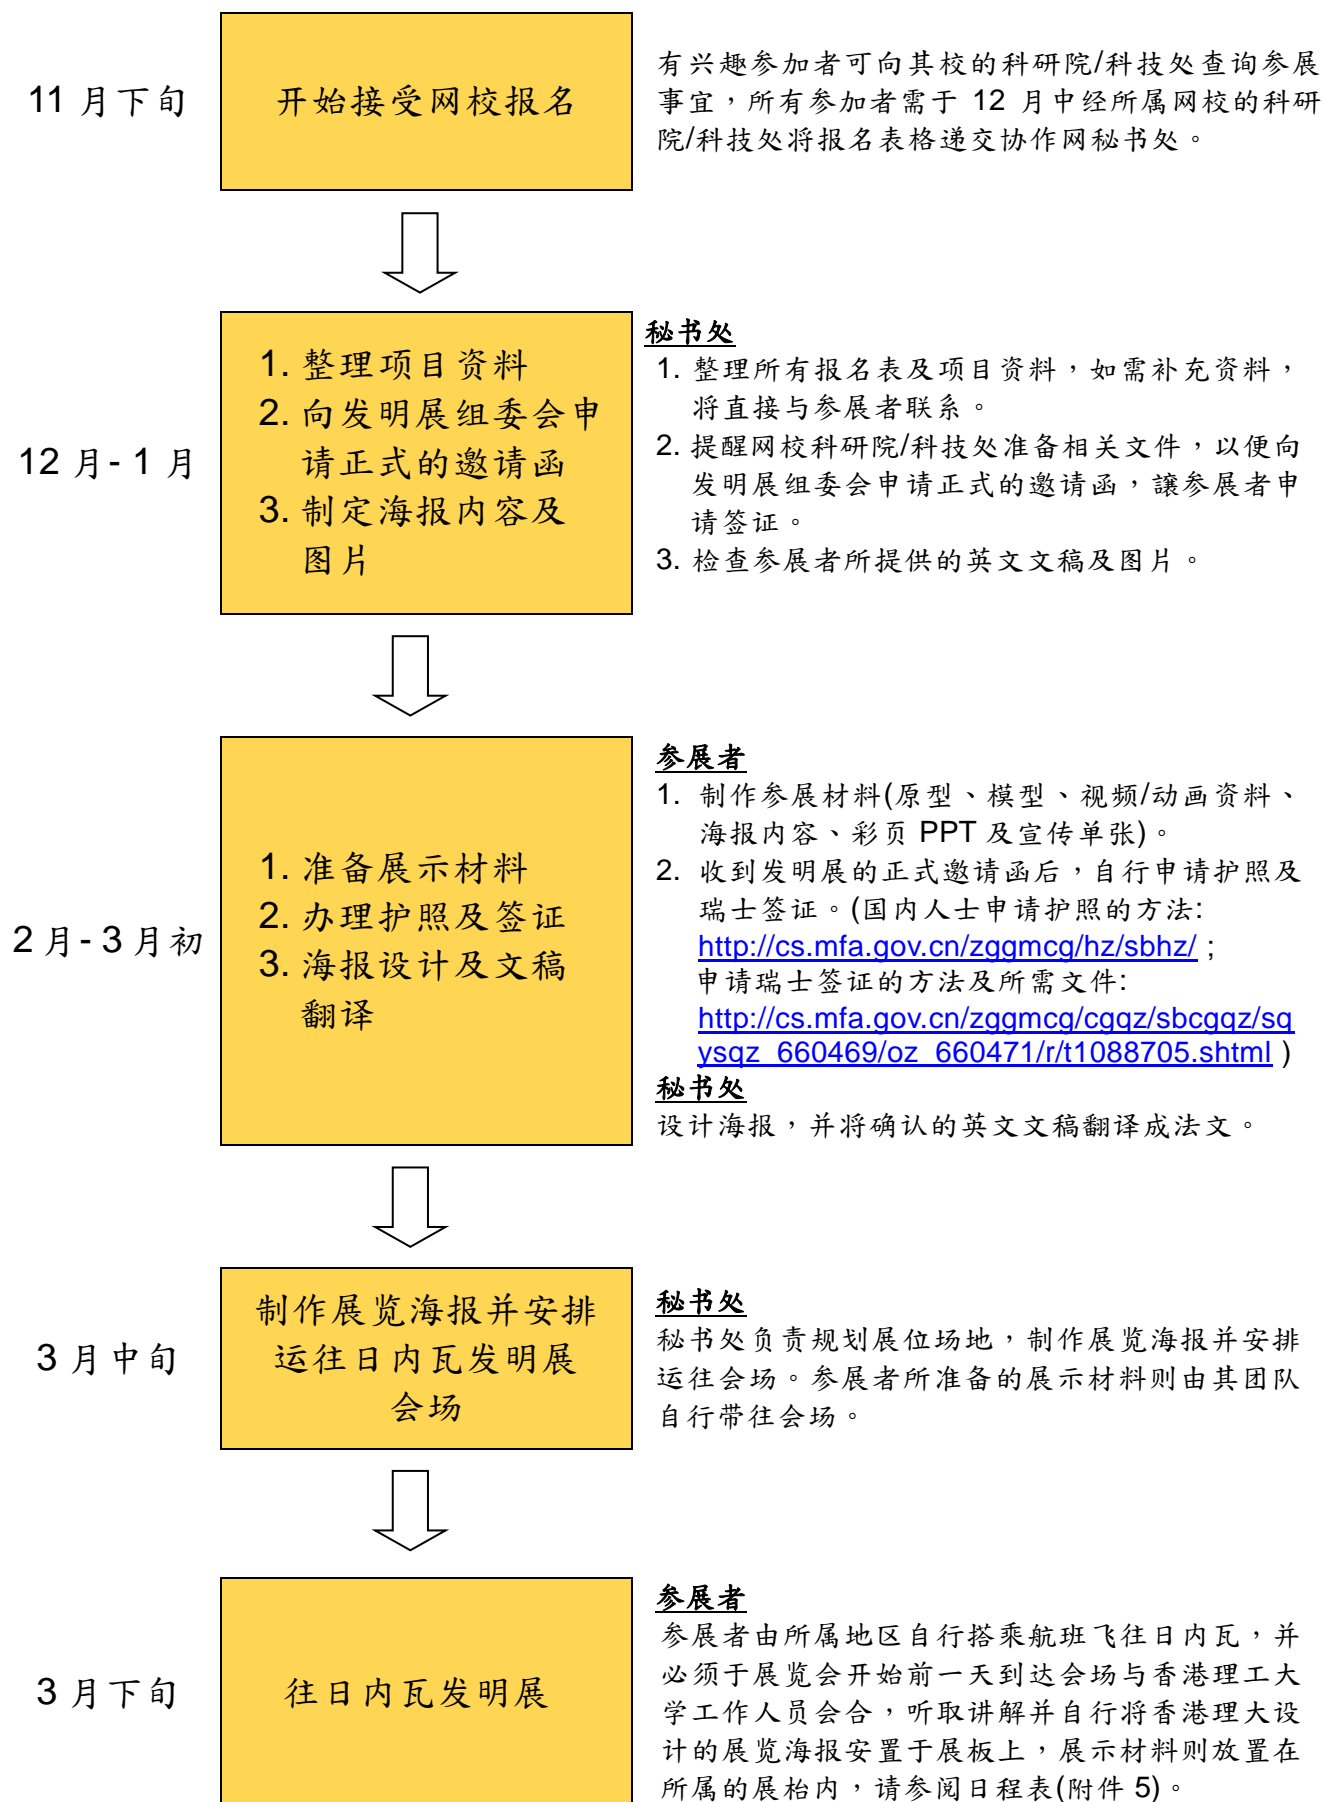 11 月下旬
开始接受网校报名
有兴趣参加者可向其校的科研院/科技处查询参展
事宜，所有参加者需于 12 月中经所属网校的科研
院/科技处将报名表格递交协作网秘书处。
12 月- 1 月
1. 整理项目资料
2. 向发明展组委会申
请正式的邀请函
3. 制定海报内容及
图片
秘书处
1. 整理所有报名表及项目资料，如需补充资料，
将直接与参展者联系。
2. 提醒网校科研院/科技处准备相关文件，以便向
发明展组委会申请正式的邀请函，讓参展者申
请签证。
3. 检查参展者所提供的英文文稿及图片。
2 月- 3 月初
1. 准备展示材料
2. 办理护照及签证
3. 海报设计及文稿
翻译
参展者
1. 制作参展材料(原型、模型、视频/动画资料、
海报内容、彩页 PPT 及宣传单张)。
2. 收到发明展的正式邀请函后，自行申请护照及
瑞士签证。(国内人士申请护照的方法:
http://cs.mfa.gov.cn/zggmcg/hz/sbhz/ ;
申请瑞士签证的方法及所需文件:
http://cs.mfa.gov.cn/zggmcg/cgqz/sbcgqz/sq
ysqz_660469/oz_660471/r/t1088705.shtml )
秘书处
设计海报，并将确认的英文文稿翻译成法文。
3 月中旬
制作展览海报并安排
运往日内瓦发明展
会场
秘书处
秘书处负责规划展位场地，制作展览海报并安排
运往会场。参展者所准备的展示材料则由其团队
自行带往会场。
3 月下旬
往日内瓦发明展
参展者
参展者由所属地区自行搭乘航班飞往日内瓦，并
必须于展览会开始前一天到达会场与香港理工大
学工作人员会合，听取讲解并自行将香港理大设
计的展览海报安置于展板上，展示材料则放置在
所属的展枱内，请参阅日程表(附件 5)。